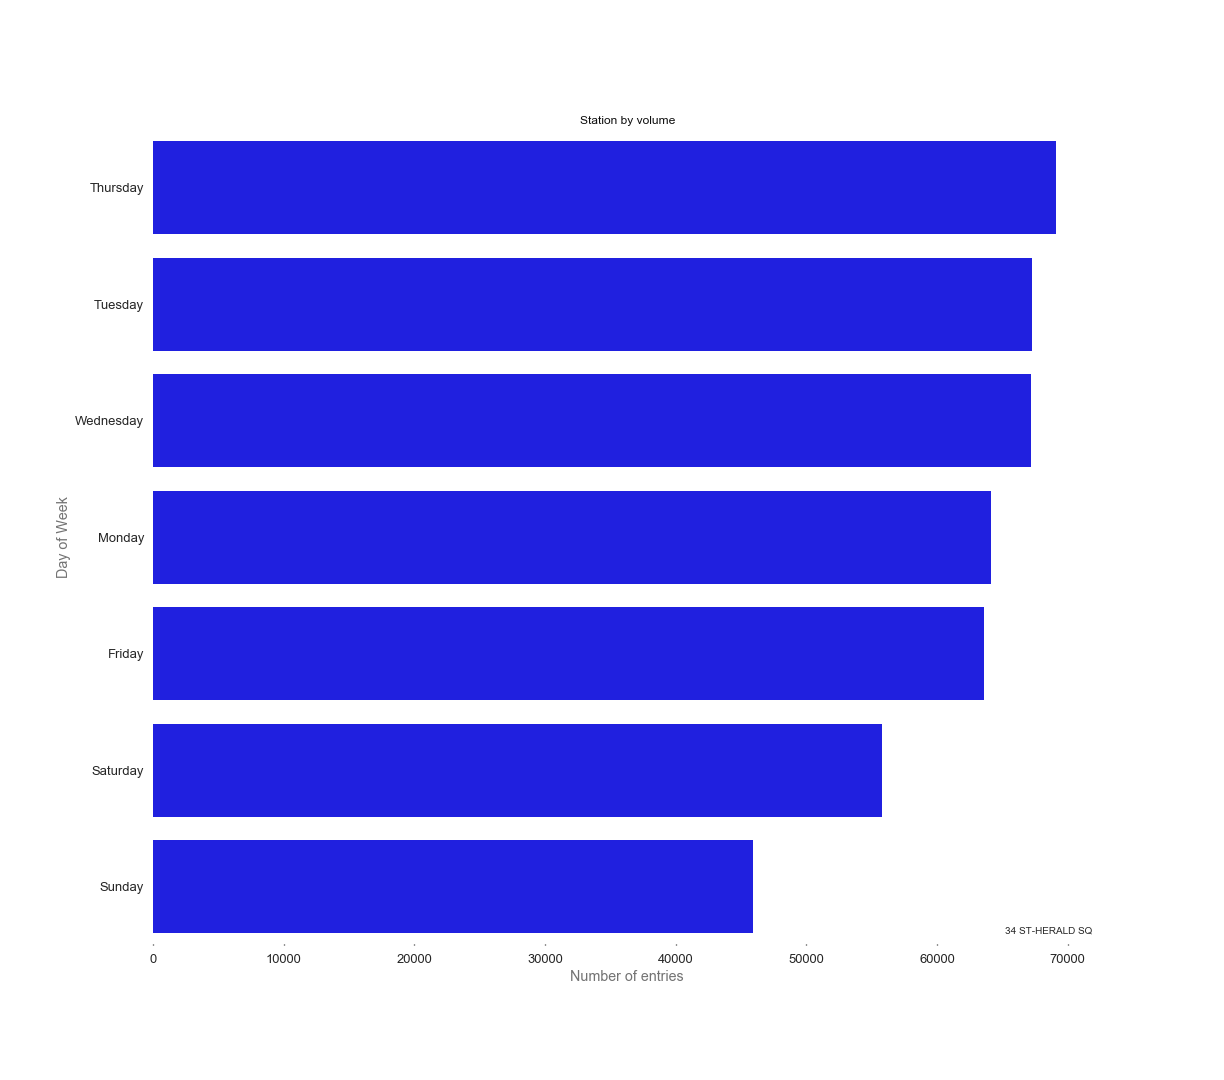 Station by volume
Thursday
Tuesday
Wednesday
Monday
Friday
Saturday
Sunday
Day of Week
34 ST-HERALD SQ
0 10000 20000 30000 40000 50000 60000 70000
Number of entries